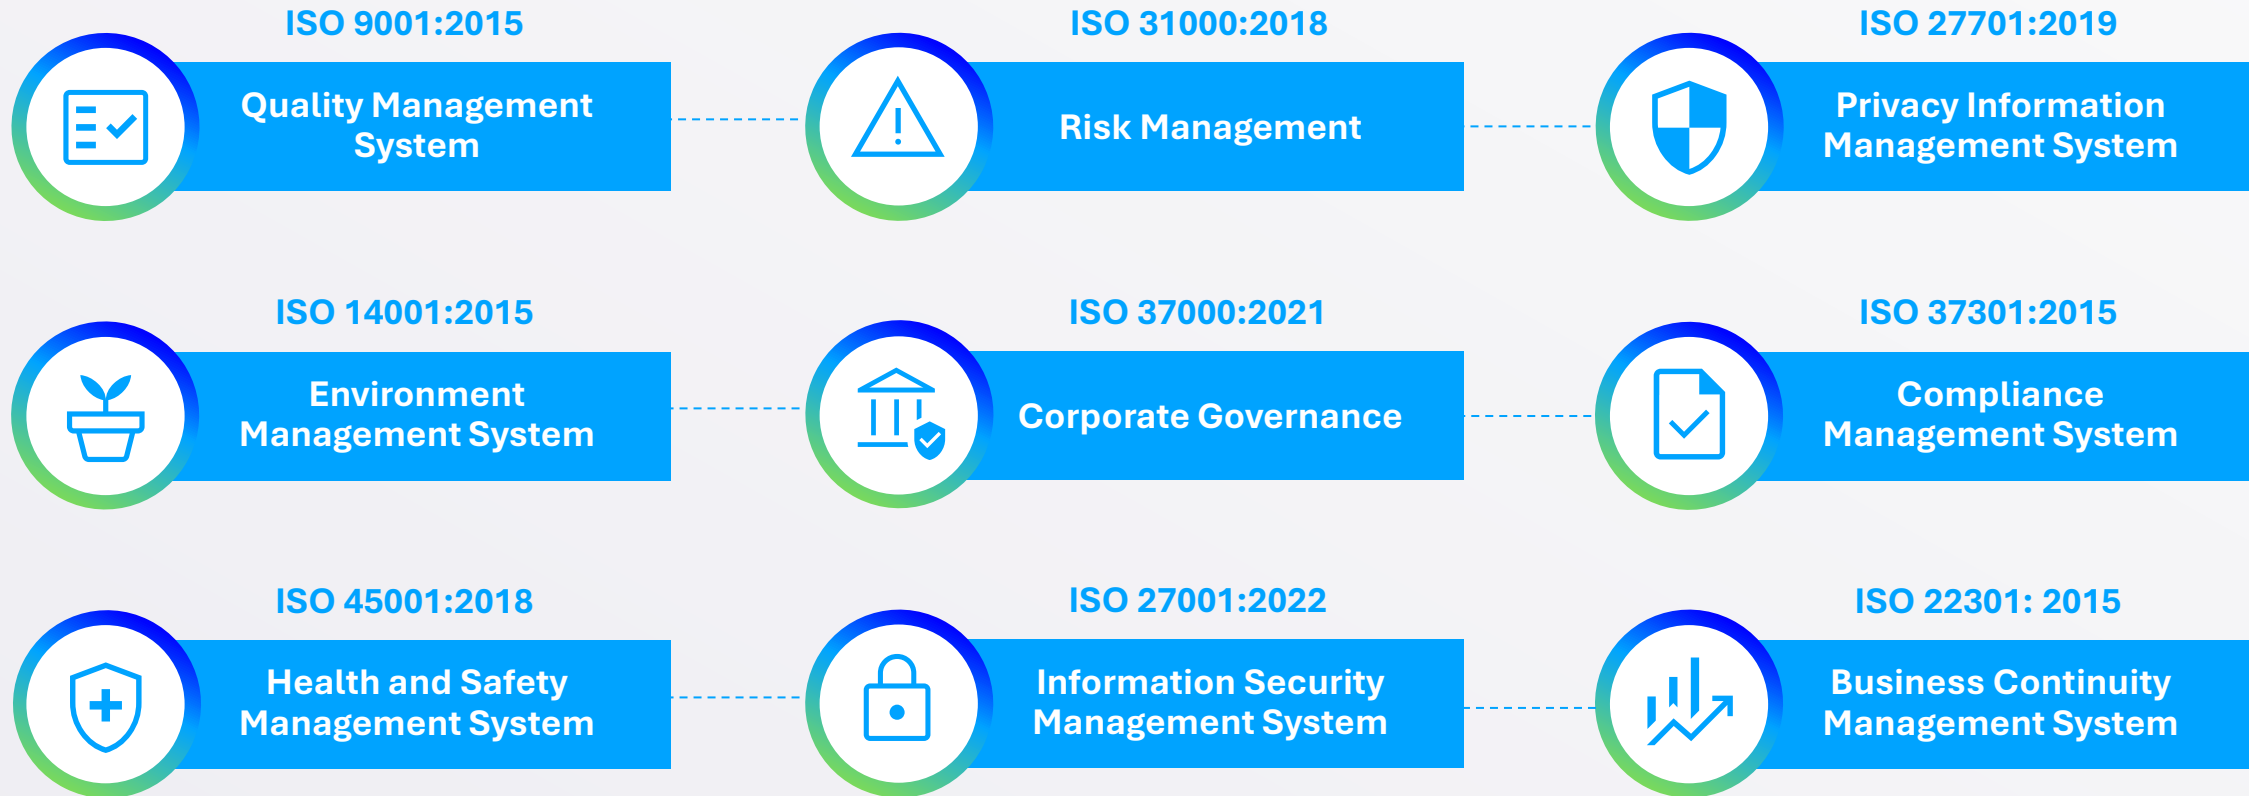 ISO 9001:2015
Quality Management
System
ISO 31000:2018
Risk Management
ISO 27701:2019
Privacy Information
Management System
ISO 14001:2015
Environment
Management System
ISO 37000:2021
Corporate Governance
ISO 37301:2015
Compliance
Management System
ISO 45001:2018
Health and Safety
Management System
ISO 27001:2022
Information Security
Management System
ISO 22301: 2015
Business Continuity
Management System